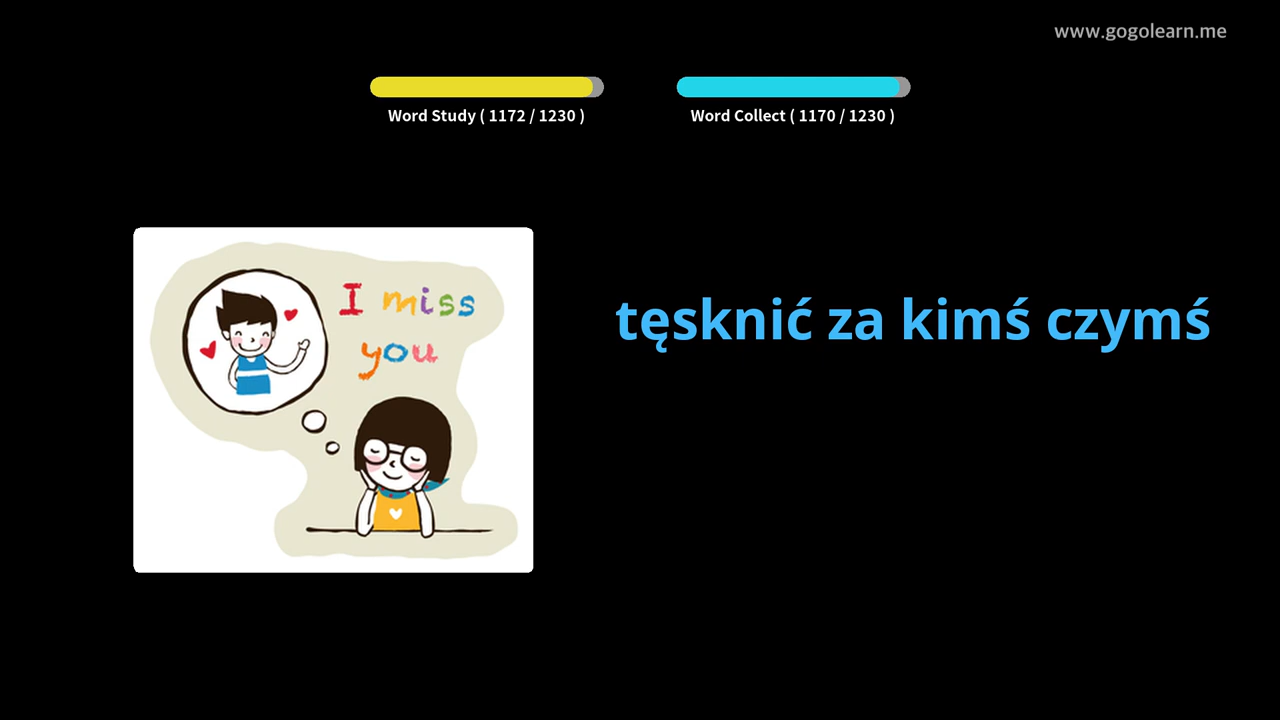 www.gogolearn.me
Word Study ( 1172 / 1230 )
Word Collect ( 1170 / 1230 )
I miss
you
tęsknić za kimś czymś